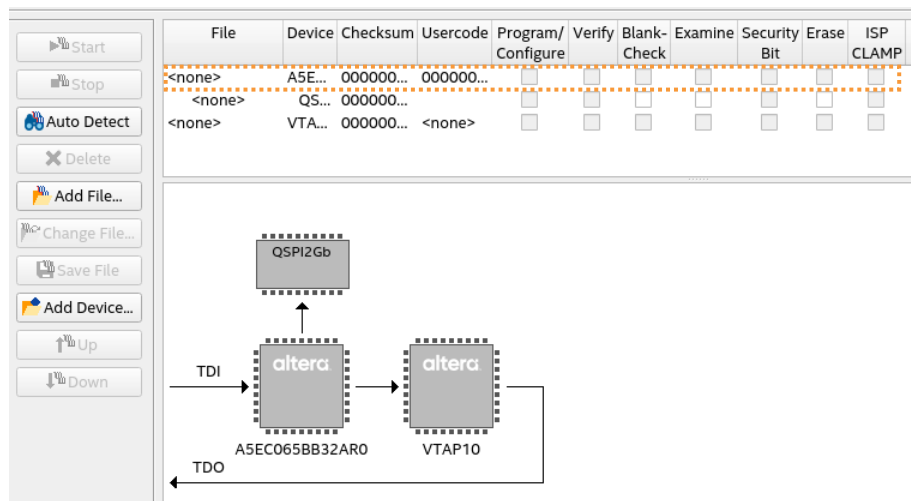 Start
Stop
Auto Detect
Delete
Add File...
Change File...
Save File
Add Device...
Up
Down
File Device Checksum Usercode Program/ Configure Verify Blank- Check Examine Security Bit Erase ISP CLAMP
<none> A5E... 000000... 000000...
<none> QS... 000000...
<none> VTA... 000000... <none>
QSPI2Gb
TDI
altera
altera
A5EC065BB32AR0
VTAP10
TDO